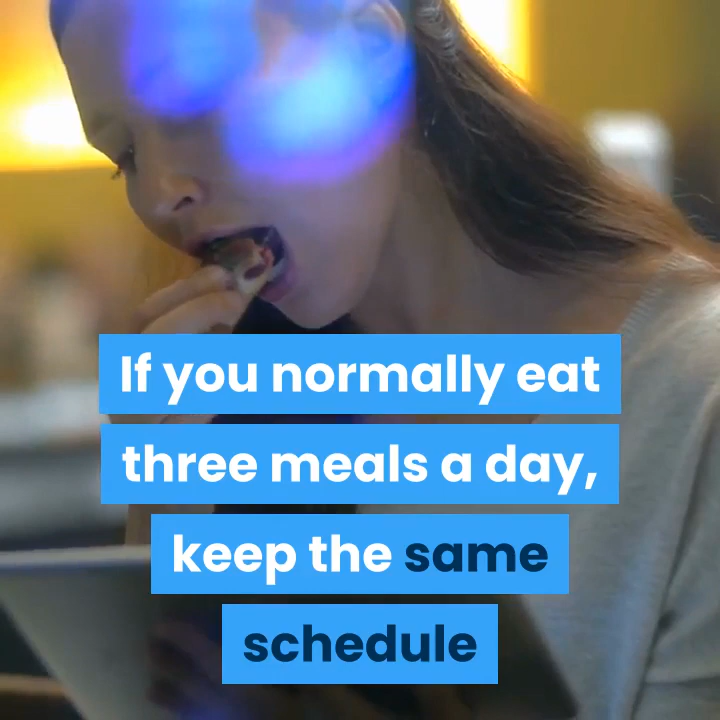 If you normally eat
three meals a day,
keep the same
schedule